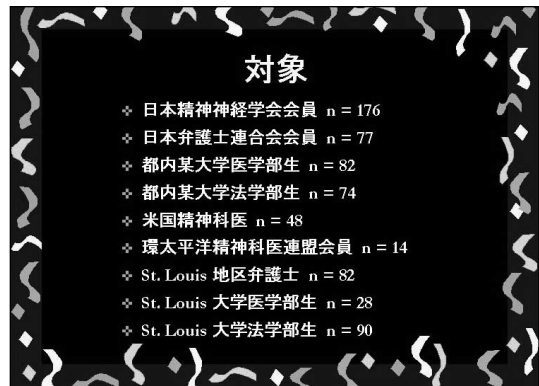 対象
日本精神神経学会会員 n = 176
日本弁護士連合会会員 n = 77
都内某大学医学部生 n = 82
都内某大学法学部生 n = 74
米国精神科医 n = 48
環太平洋精神科医連盟会員 n = 14
St. Louis 地区弁護士 n = 82
St. Louis 大学医学部生 n = 28
St. Louis 大学法学部生 n = 90